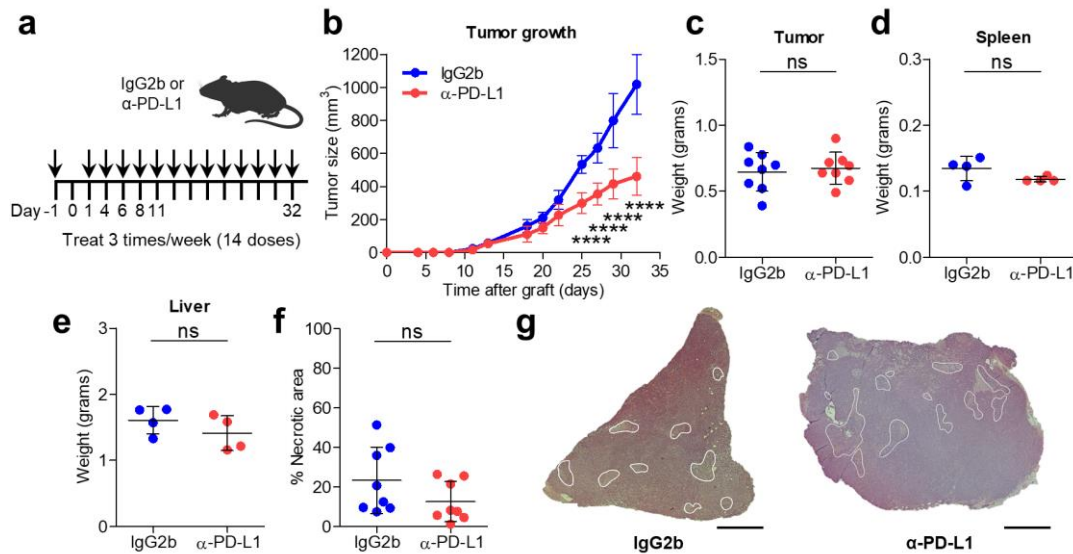 a
IgG2b or
α-PD-L1
Day -1 0 1 4 6 8 11 32
Treat 3 times/week (14 doses)
b
Tumor growth
IgG2b
α-PD-L1
Tumor size (mm³)
1200
1000
800
600
400
200
0
****
****
****
****
0 5 10 15 20 25 30 35
Time after graft (days)
c
Tumor
ns
Weight (grams)
1.5
1.0
0.5
0.0
IgG2b α-PD-L1
d
Spleen
ns
Weight (grams)
0.3
0.2
0.1
0.0
IgG2b α-PD-L1
e
Liver
ns
Weight (grams)
3
2
1
0
IgG2b α-PD-L1
f
ns
% Necrotic area
100
80
60
40
20
0
IgG2b α-PD-L1
g
IgG2b
α-PD-L1